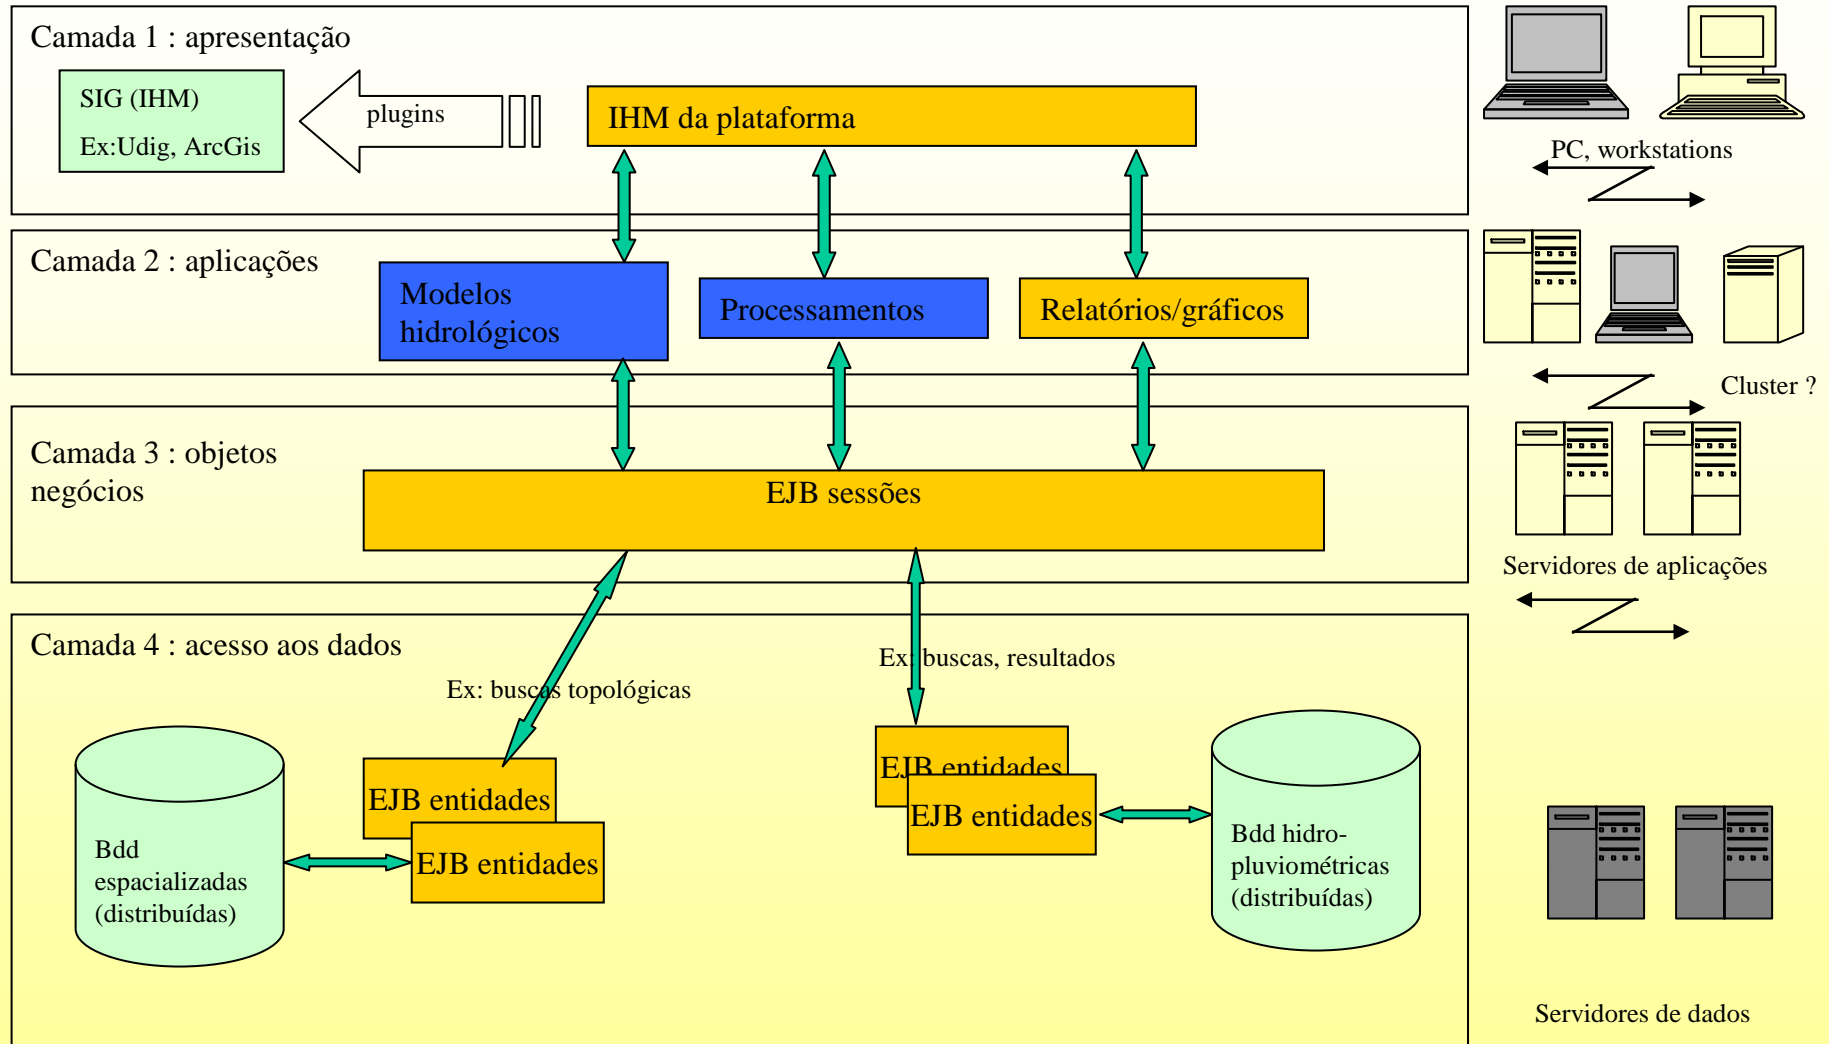 Camada 1 : apresentação
SIG (IHM)
Ex:Udig, ArcGis
plugins
IHM da plataforma
PC, workstations
Camada 2 : aplicações
Modelos
hidrológicos
Processamentos
Relatórios/gráficos
Cluster ?
Camada 3 : objetos
negócios
EJB sessões
Servidores de aplicações
Camada 4 : acesso aos dados
Ex: buscas topológicas
Ex: buscas, resultados
EJB entidades
EJB entidades
EJB entidades
EJB entidades
Bdd
espacializadas
(distribuídas)
Bdd hidro-
pluviométricas
(distribuídas)
Servidores de dados